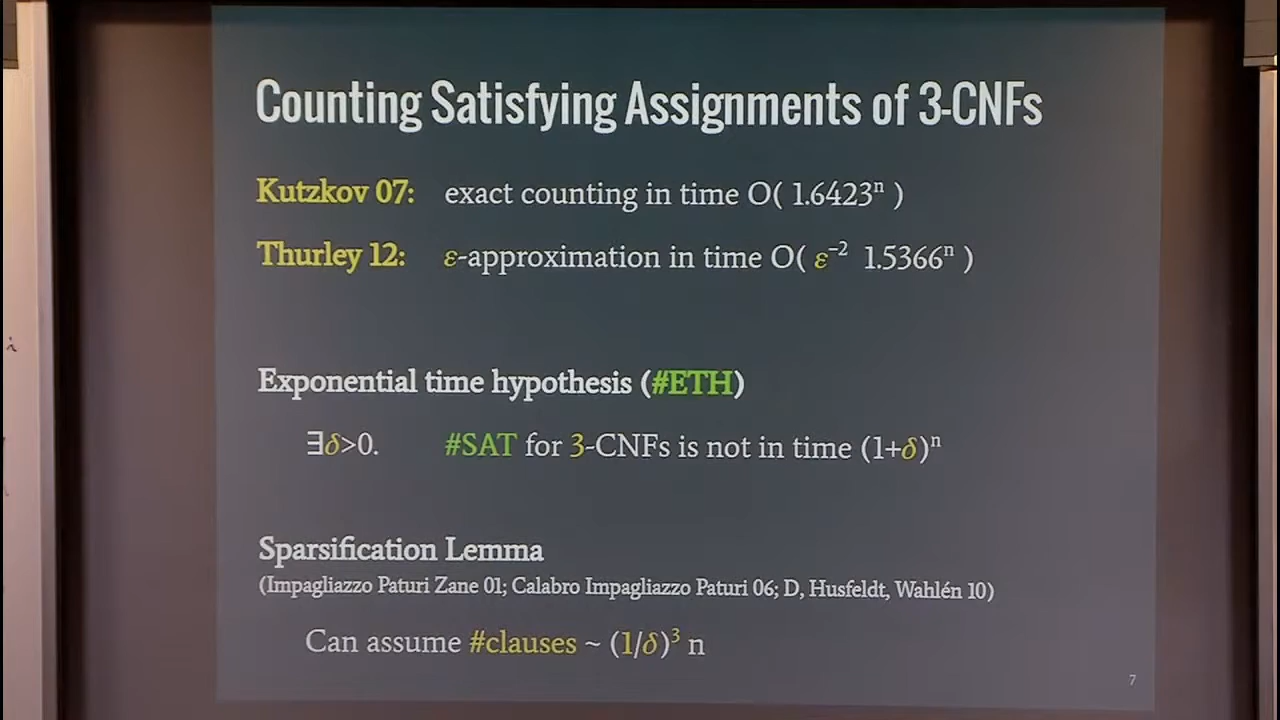 Counting Satisfying Assignments of 3-CNFs
Kutzkov 07: exact counting in time O( 1.6423ⁿ )
Thurley 12: ε-approximation in time O( ε⁻² 1.5366ⁿ )
Exponential time hypothesis (#ETH)
∃δ>0. #SAT for 3-CNFs is not in time (1+δ)ⁿ
Sparsification Lemma
(Impagliazzo Paturi Zane 01; Calabro Impagliazzo Paturi 06; D, Husfeldt, Wahlén 10)
Can assume #clauses ~ (1/δ)³ n
7